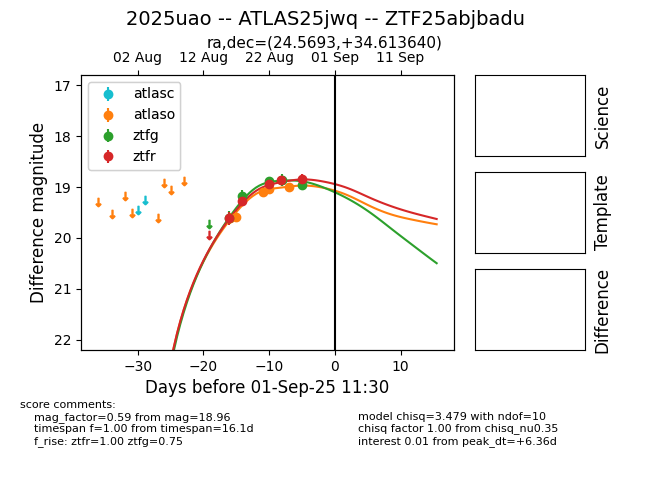 2025uao -- ATLAS25jwq -- ZTF25abjbadu
ra,dec=(24.5693,+34.613640)
02 Aug 12 Aug 22 Aug 01 Sep 11 Sep
17
18
19
20
21
22
Difference magnitude
atlasc
atlaso
ztfg
ztfr
−30 −20 −10 0 10
Days before 01-Sep-25 11:30
Science
Template
Difference
score comments:
mag_factor=0.59 from mag=18.96
timespan f=1.00 from timespan=16.1d
f_rise: ztfr=1.00 ztfg=0.75
model chisq=3.479 with ndof=10
chisq factor 1.00 from chisq_nu0.35
interest 0.01 from peak_dt=+6.36d